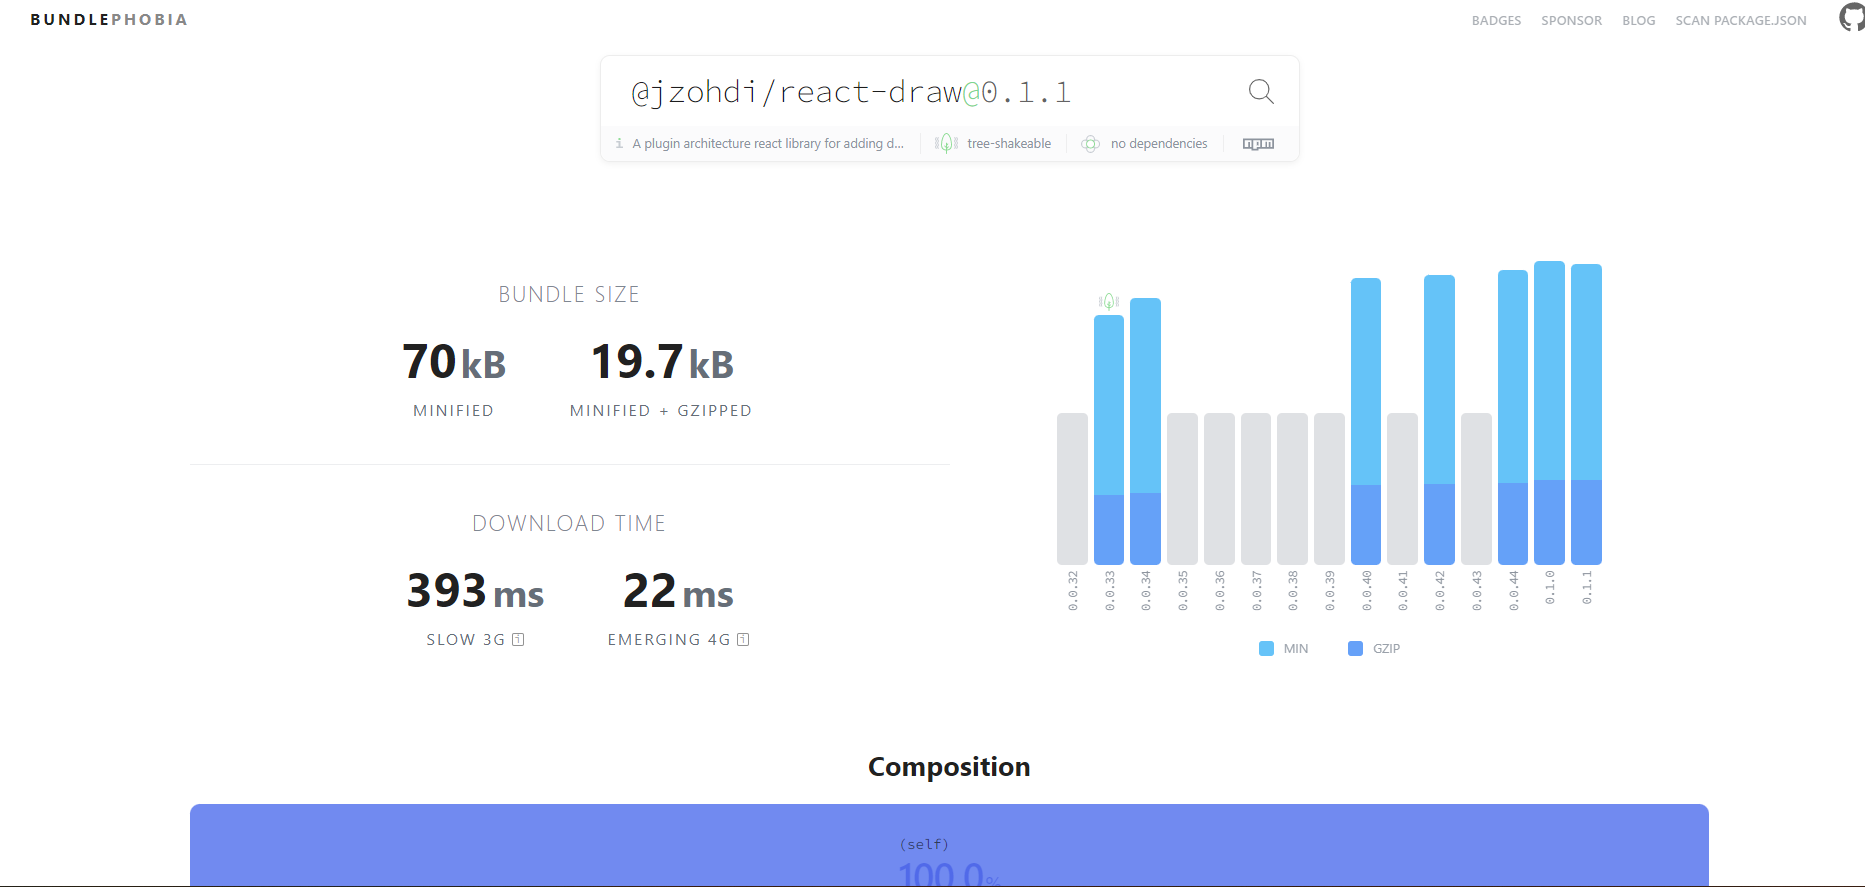 BUNDLEPHOBIA
BADGES SPONSOR BLOG SCAN PACKAGE.JSON
@jzohdi/react-draw@0.1.1
i A plugin architecture react library for adding d... tree-shakeable no dependencies npm
BUNDLE SIZE
70 kB 19.7 kB
MINIFIED MINIFIED + GZIPPED
DOWNLOAD TIME
393 ms 22 ms
SLOW 3G i EMERGING 4G i
0.0.32 0.0.33 0.0.34 0.0.35 0.0.36 0.0.37 0.0.38 0.0.39 0.0.40 0.0.41 0.0.42 0.0.43 0.0.44 0.1.0 0.1.1
MIN GZIP
Composition
(self)
100.0%